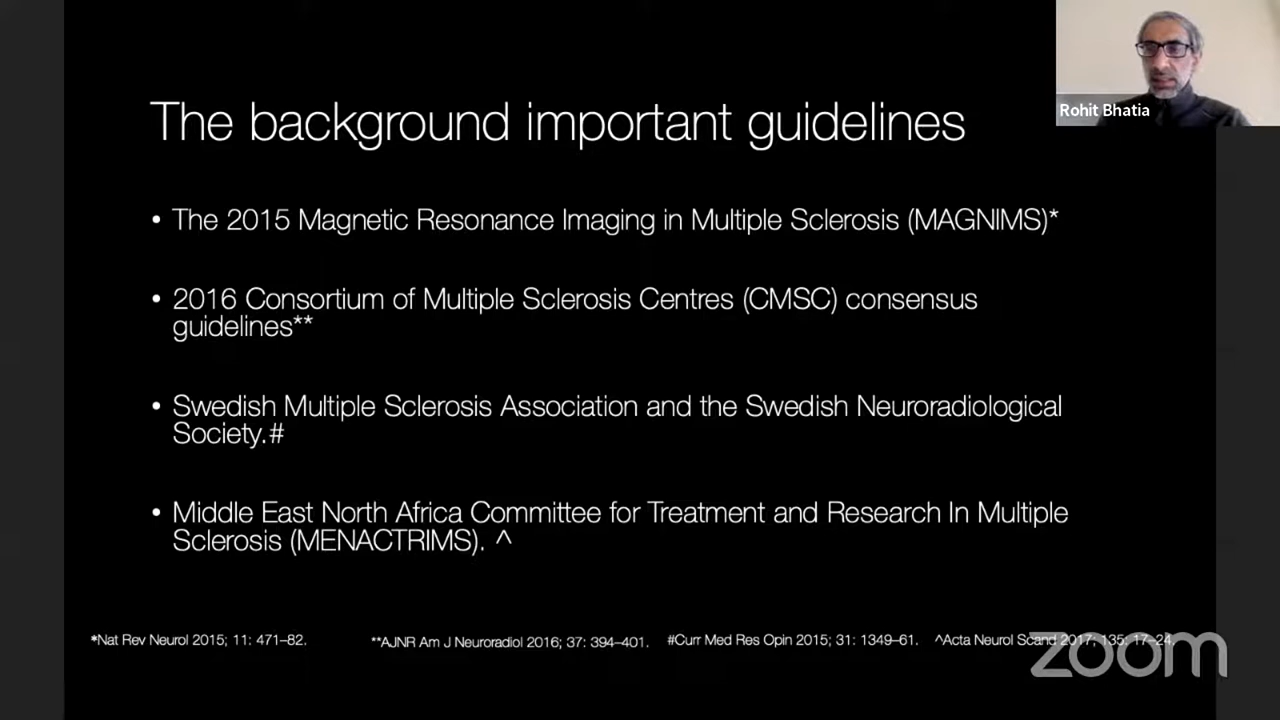 The background important guidelines
Rohit Bhatia
• The 2015 Magnetic Resonance Imaging in Multiple Sclerosis (MAGNIMS)*
• 2016 Consortium of Multiple Sclerosis Centres (CMSC) consensus
guidelines**
• Swedish Multiple Sclerosis Association and the Swedish Neuroradiological
Society.#
• Middle East North Africa Committee for Treatment and Research In Multiple
Sclerosis (MENACTRIMS). ^
*Nat Rev Neurol 2015; 11: 471–82. **AJNR Am J Neuroradiol 2016; 37: 394–401. #Curr Med Res Opin 2015; 31: 1349–61. ^Acta Neurol Scand 2017; 135: 17–24.
zoom